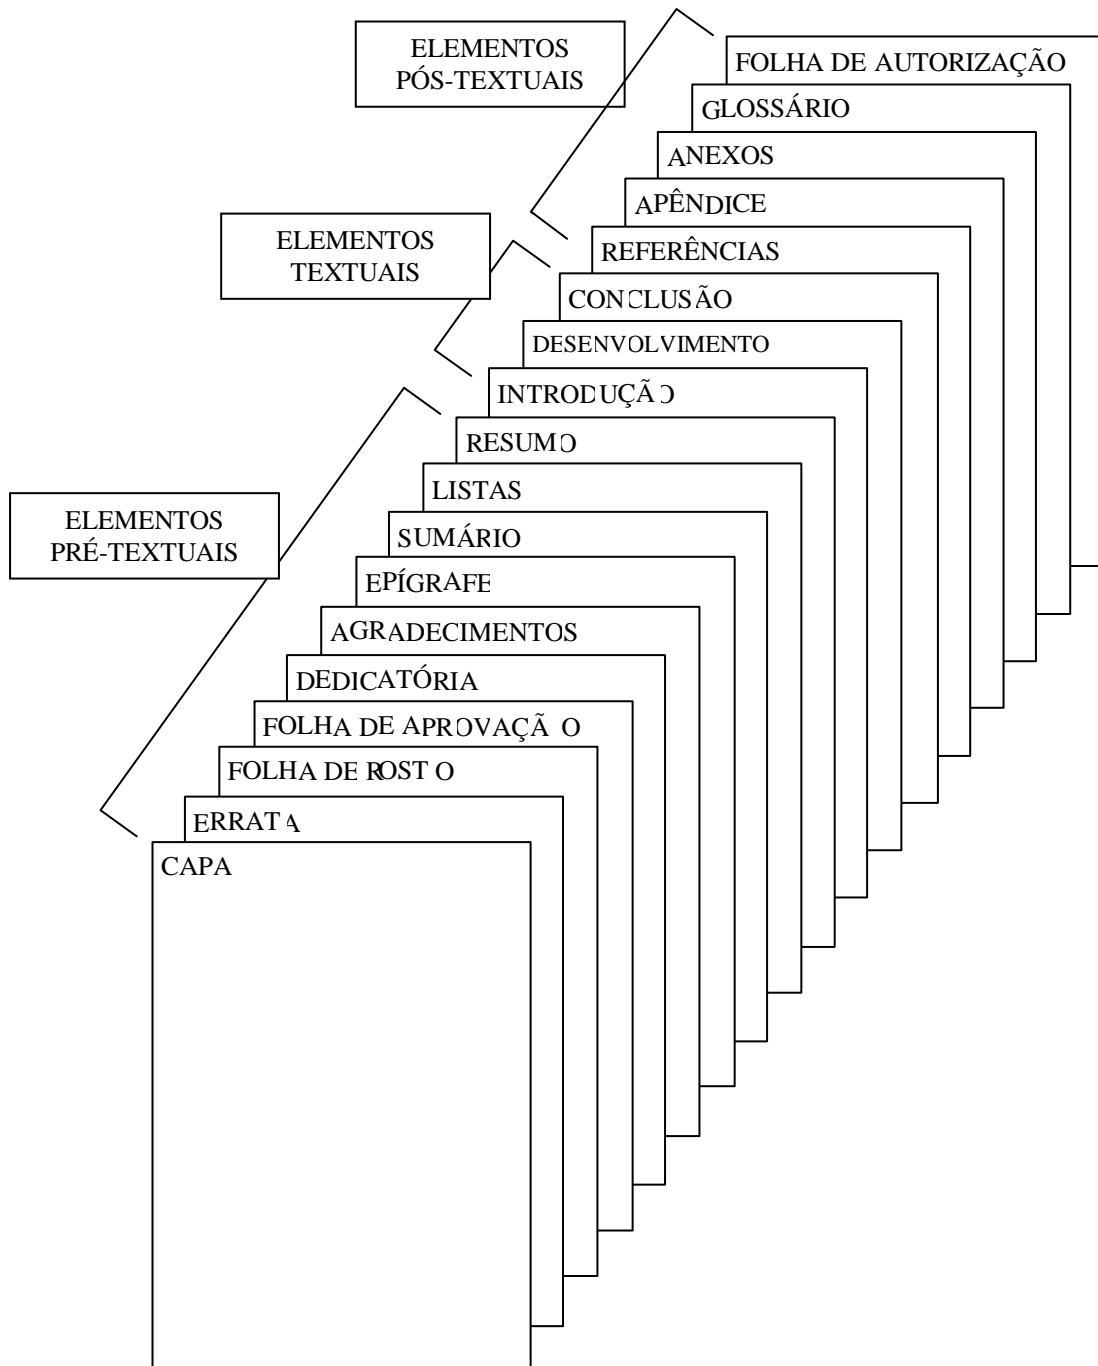 ELEMENTOS
PÓS-TEXTUAIS
FOLHA DE AUTORIZAÇÃO
GLOSSÁRIO
ANEXOS
APÊNDICE
ELEMENTOS
TEXTUAIS
REFERÊNCIAS
CONCLUSÃO
DESENVOLVIMENTO
INTRODUÇÃO
RESUMO
LISTAS
ELEMENTOS
PRÉ-TEXTUAIS
SUMÁRIO
EPÍGRAFE
AGRADECIMENTOS
DEDICATÓRIA
FOLHA DE APROVAÇÃO
FOLHA DE ROSTO
ERRATA
CAPA